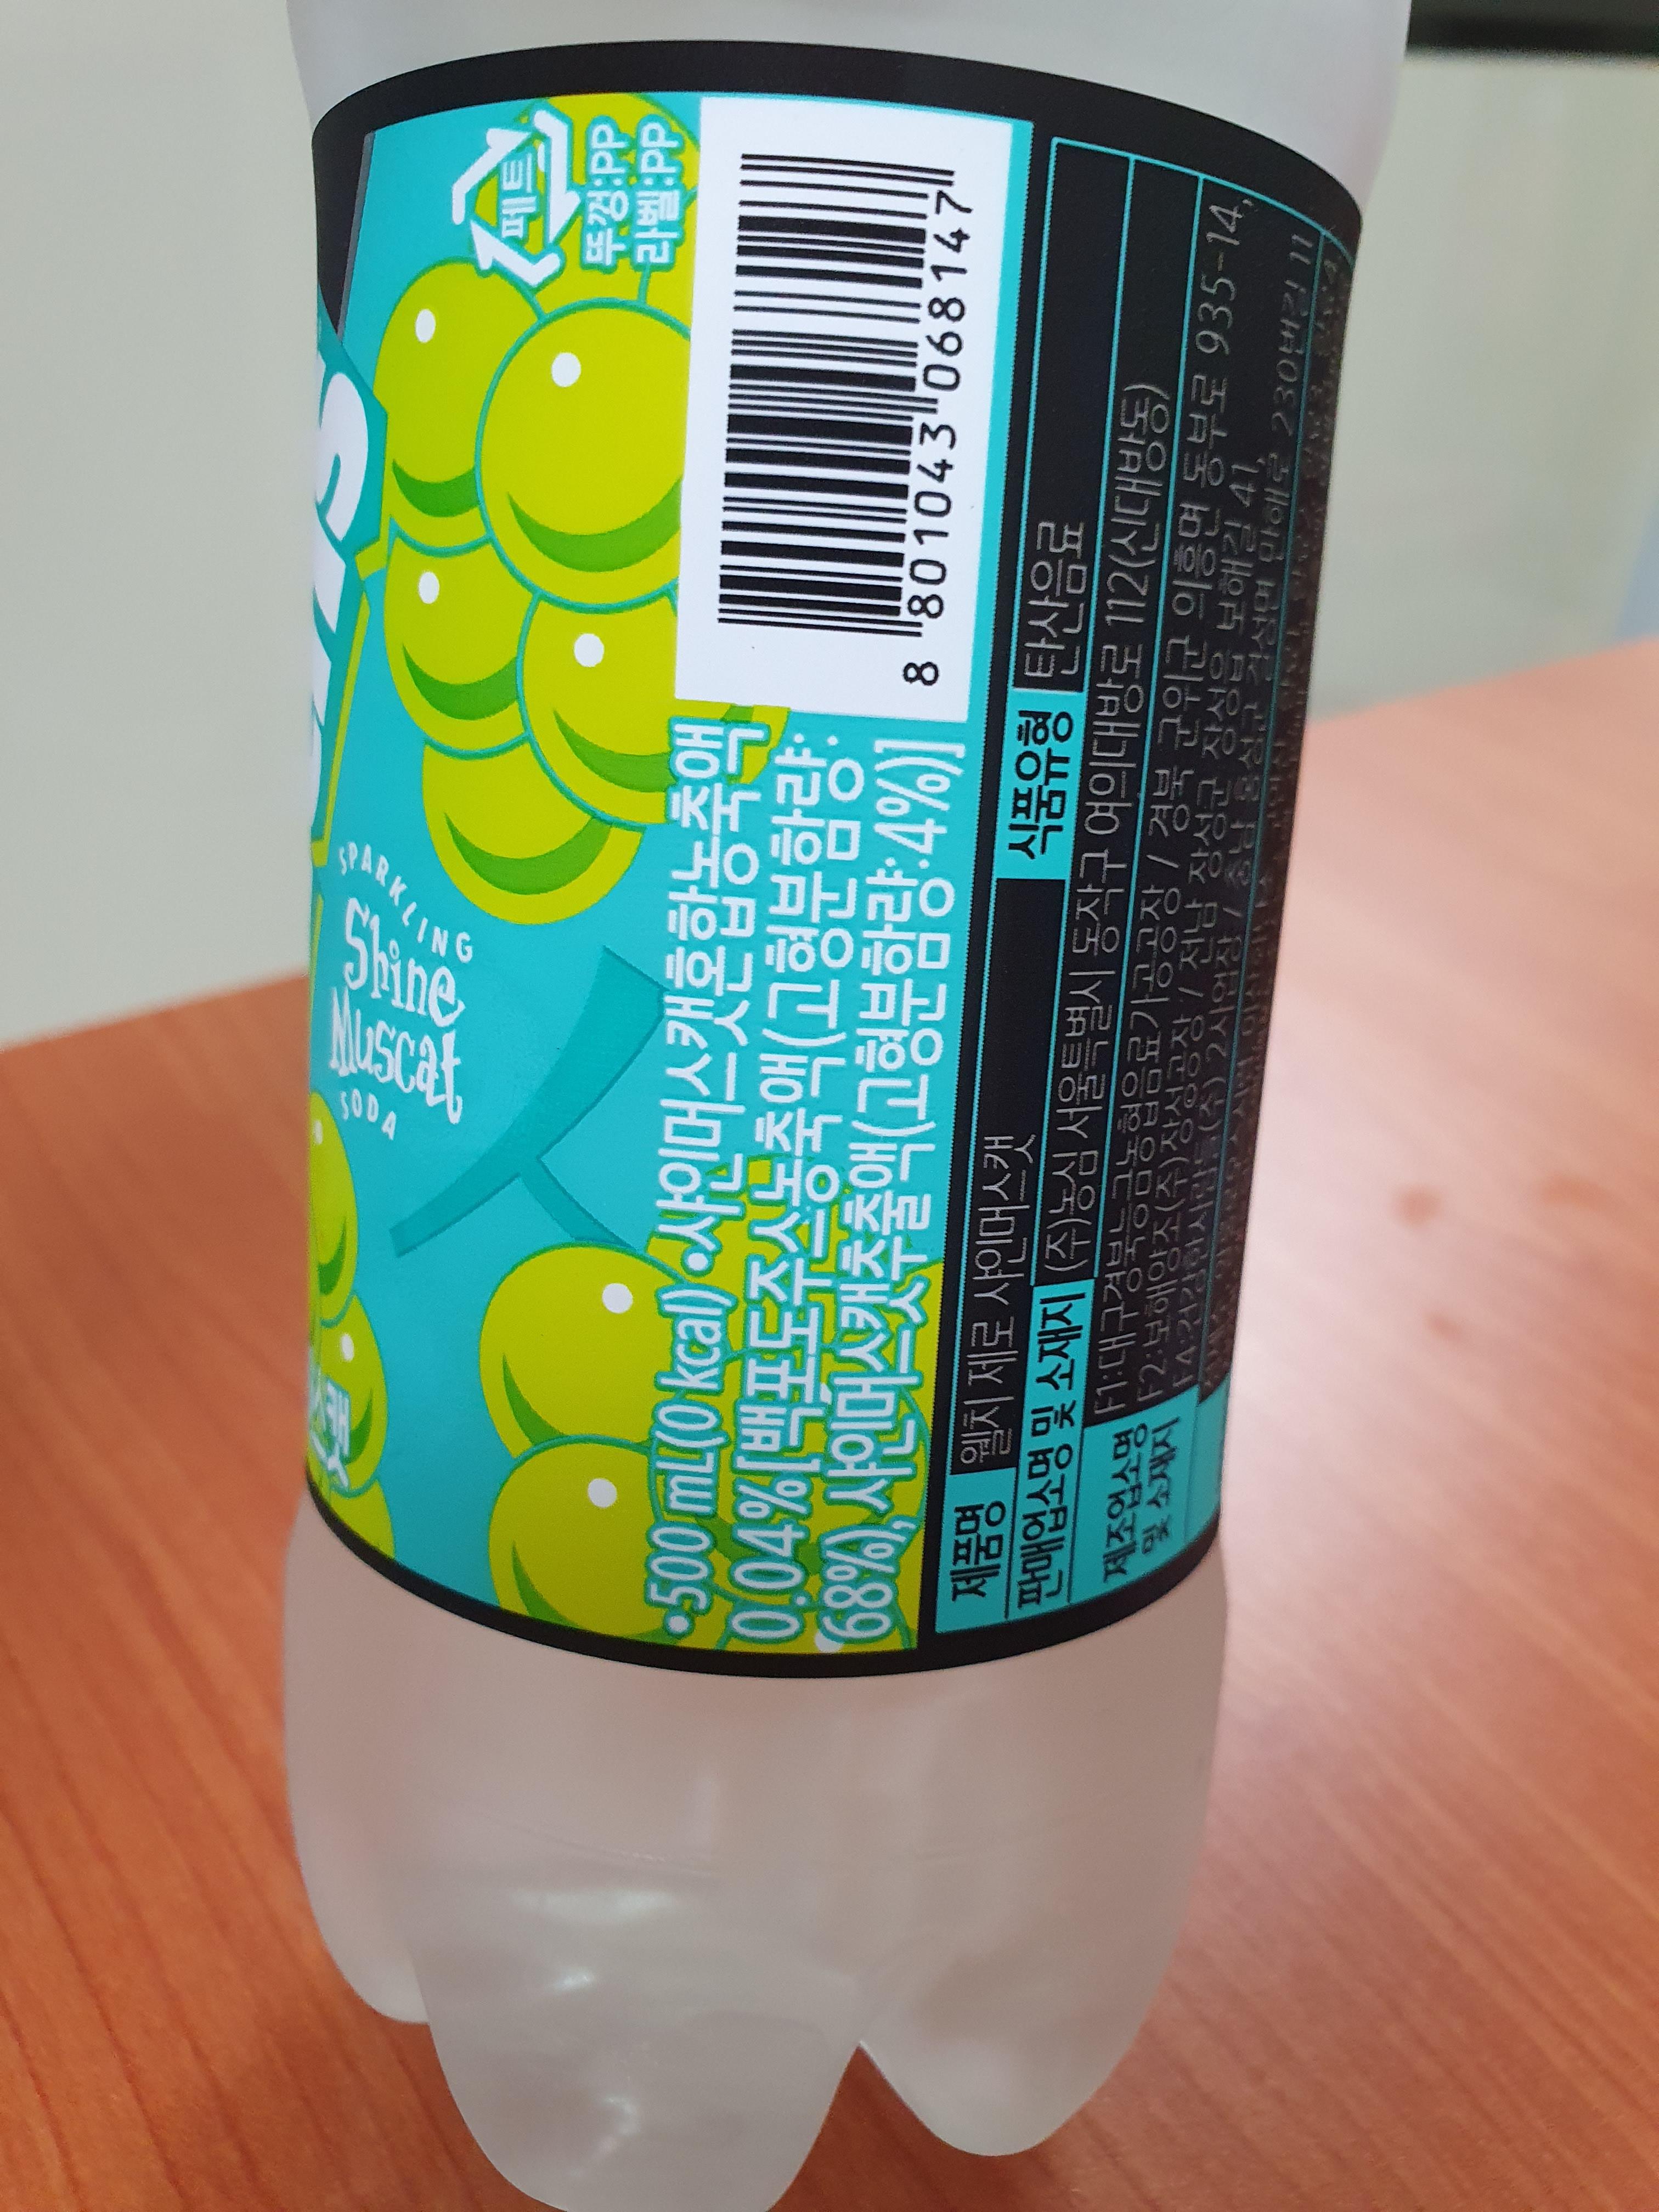 SPARKLING
Shine
Muscat
SODA
페트
뚜껑:PP
라벨:PP
•500 mL(0 kcal) •샤인머스캣혼합농축액
0.04%[백포도주스농축액(고형분함량:
68%), 샤인머스캣추출액(고형분함량:4%)]
8 801043 068147
제품명 웰치 제로 샤인머스캣 식품유형 탄산음료
판매업소명 및 소재지 (주)농심 서울특별시 동작구 여의대방로 112(신대방동)
제조업소명 및 소재지
F1:대구경북능금농협음료가공공장 / 경북 군위군 의흥면 동부로 935-14,
F2:보해양조(주)장성공장 / 전남 장성군 장성읍 보해길 41,